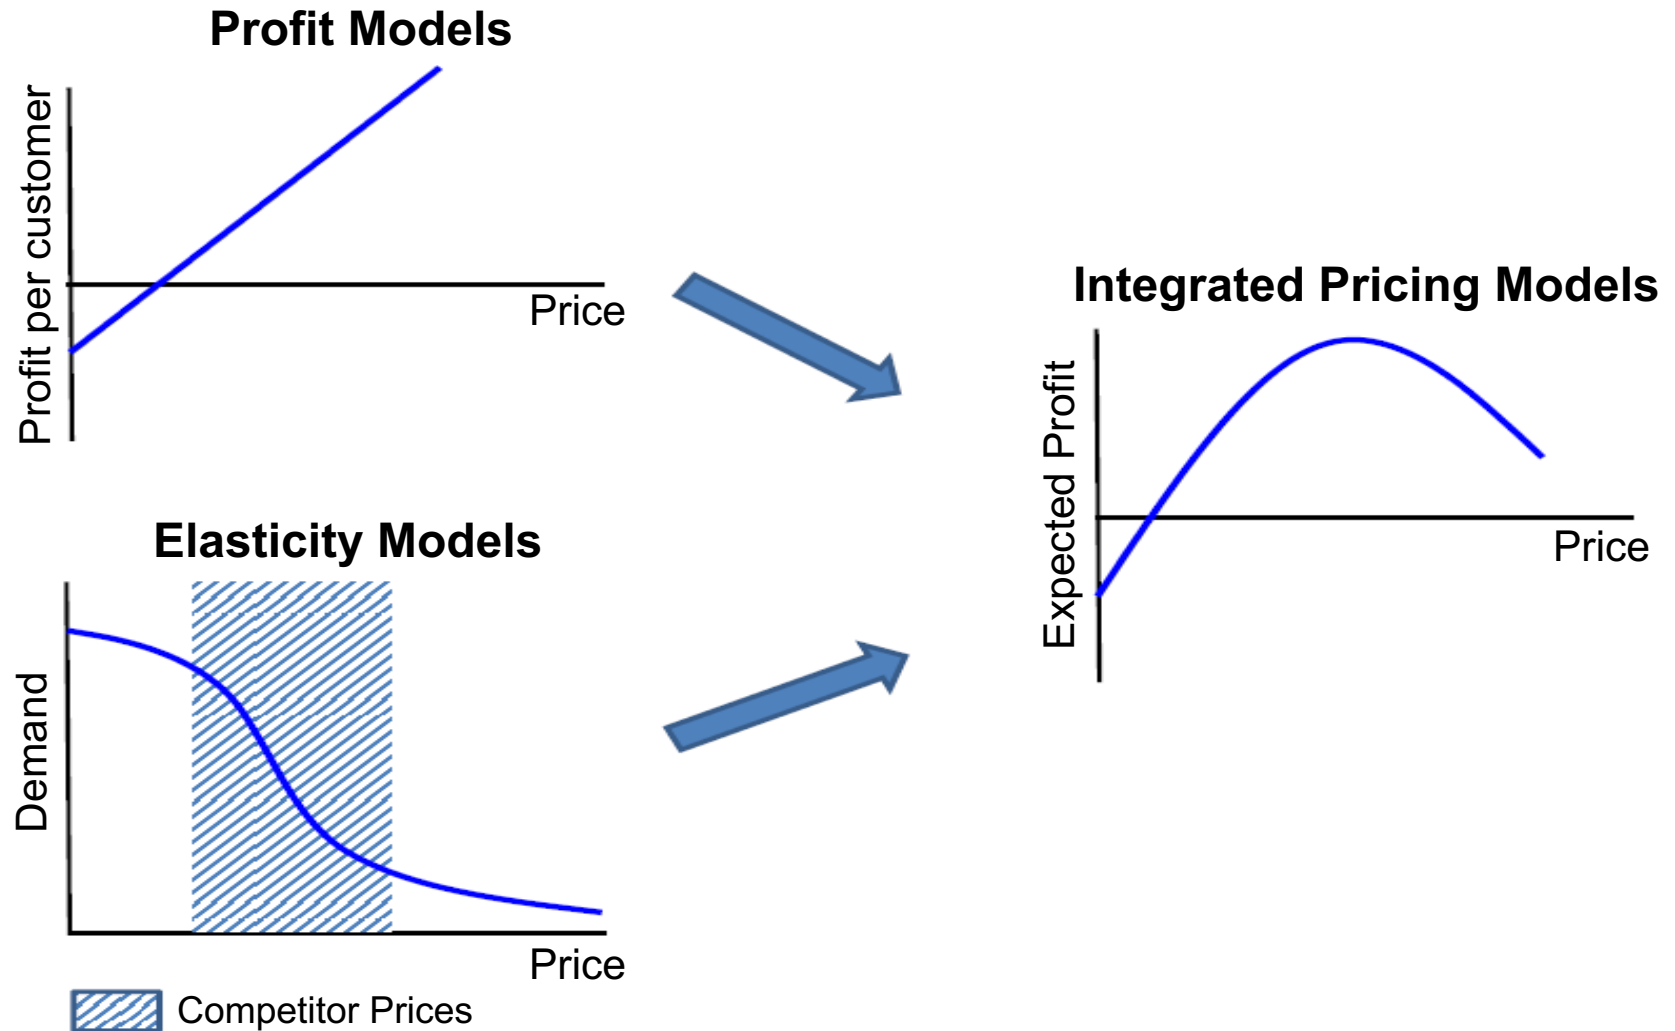 Profit Models
Profit per customer
Price
Elasticity Models
Demand
Price
Competitor Prices
Integrated Pricing Models
Expected Profit
Price